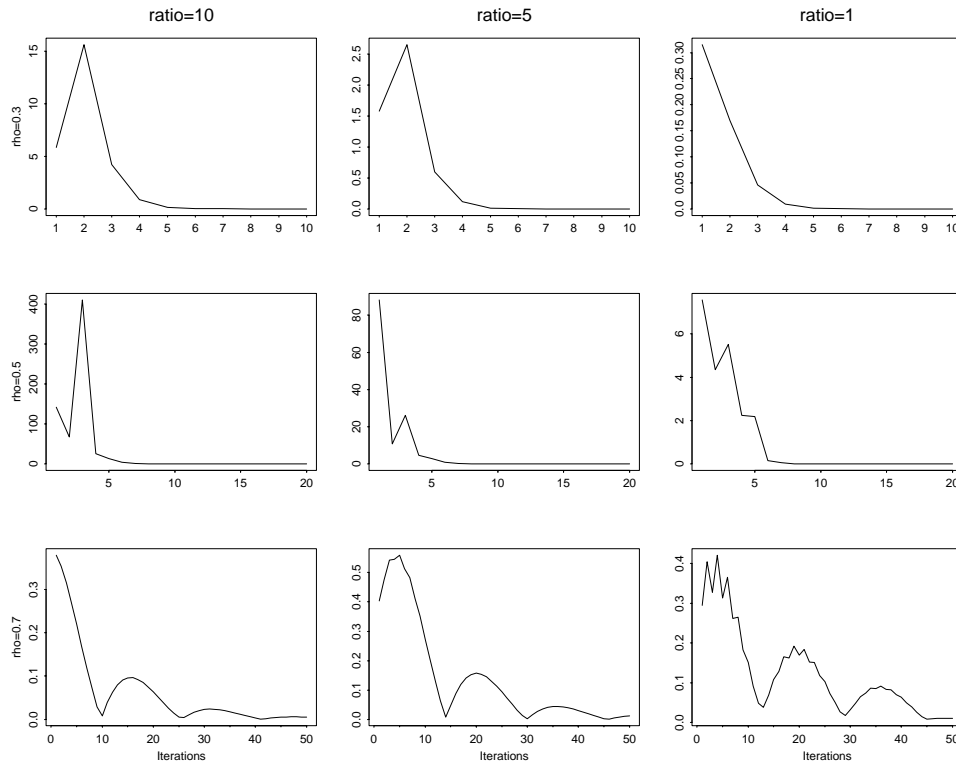 ratio=10 ratio=5 ratio=1
rho=0.3
0 5 10 15
1 2 3 4 5 6 7 8 9 10
0.0 0.5 1.0 1.5 2.0 2.5
1 2 3 4 5 6 7 8 9 10
0.0 0.05 0.10 0.15 0.20 0.25 0.30
1 2 3 4 5 6 7 8 9 10
rho=0.5
0 100 200 300 400
5 10 15 20
0 20 40 60 80
5 10 15 20
0 2 4 6
5 10 15 20
rho=0.7
0.0 0.1 0.2 0.3
0 10 20 30 40 50
Iterations
0.0 0.1 0.2 0.3 0.4 0.5
0 10 20 30 40 50
Iterations
0.0 0.1 0.2 0.3 0.4
0 10 20 30 40 50
Iterations